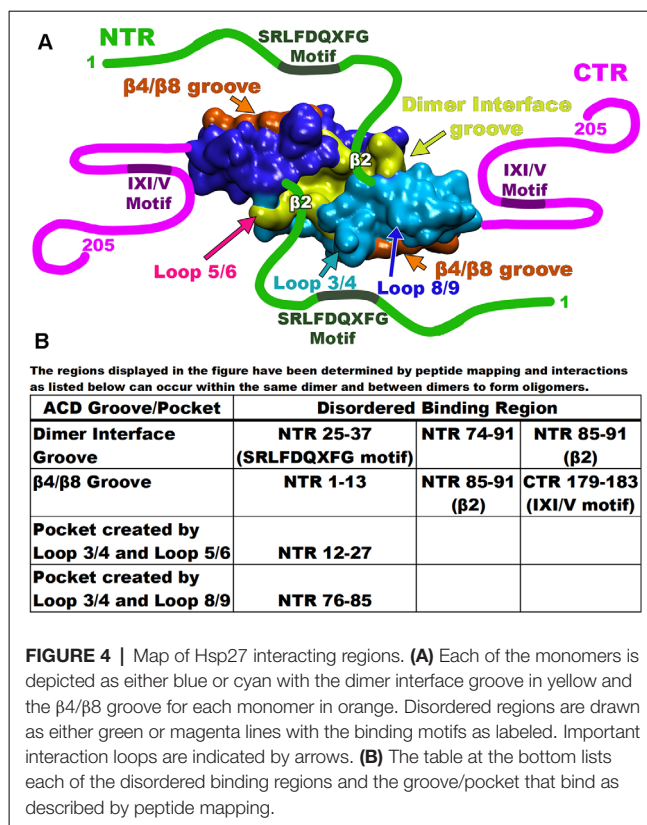 A
NTR
1
SRLFDQXFG
Motif
β4/β8 groove
CTR
205
Dimer Interface
groove
β2
IXI/V
Motif
IXI/V
Motif
β2
205
Loop 5/6
Loop 3/4
Loop 8/9
β4/β8 groove
SRLFDQXFG
Motif
1
B
The regions displayed in the figure have been determined by peptide mapping and interactions
as listed below can occur within the same dimer and between dimers to form oligomers.
ACD Groove/Pocket Disordered Binding Region
Dimer Interface NTR 25-37 NTR 74-91 NTR 85-91
Groove (SRLFDQXFG motif) (β2)
β4/β8 Groove NTR 1-13 NTR 85-91 CTR 179-183
(β2) (IXI/V motif)
Pocket created by
Loop 3/4 and Loop 5/6 NTR 12-27
Pocket created by
Loop 3/4 and Loop 8/9 NTR 76-85
FIGURE 4 | Map of Hsp27 interacting regions. (A) Each of the monomers is
depicted as either blue or cyan with the dimer interface groove in yellow and
the β4/β8 groove for each monomer in orange. Disordered regions are drawn
as either green or magenta lines with the binding motifs as labeled. Important
interaction loops are indicated by arrows. (B) The table at the bottom lists
each of the disordered binding regions and the groove/pocket that bind as
described by peptide mapping.